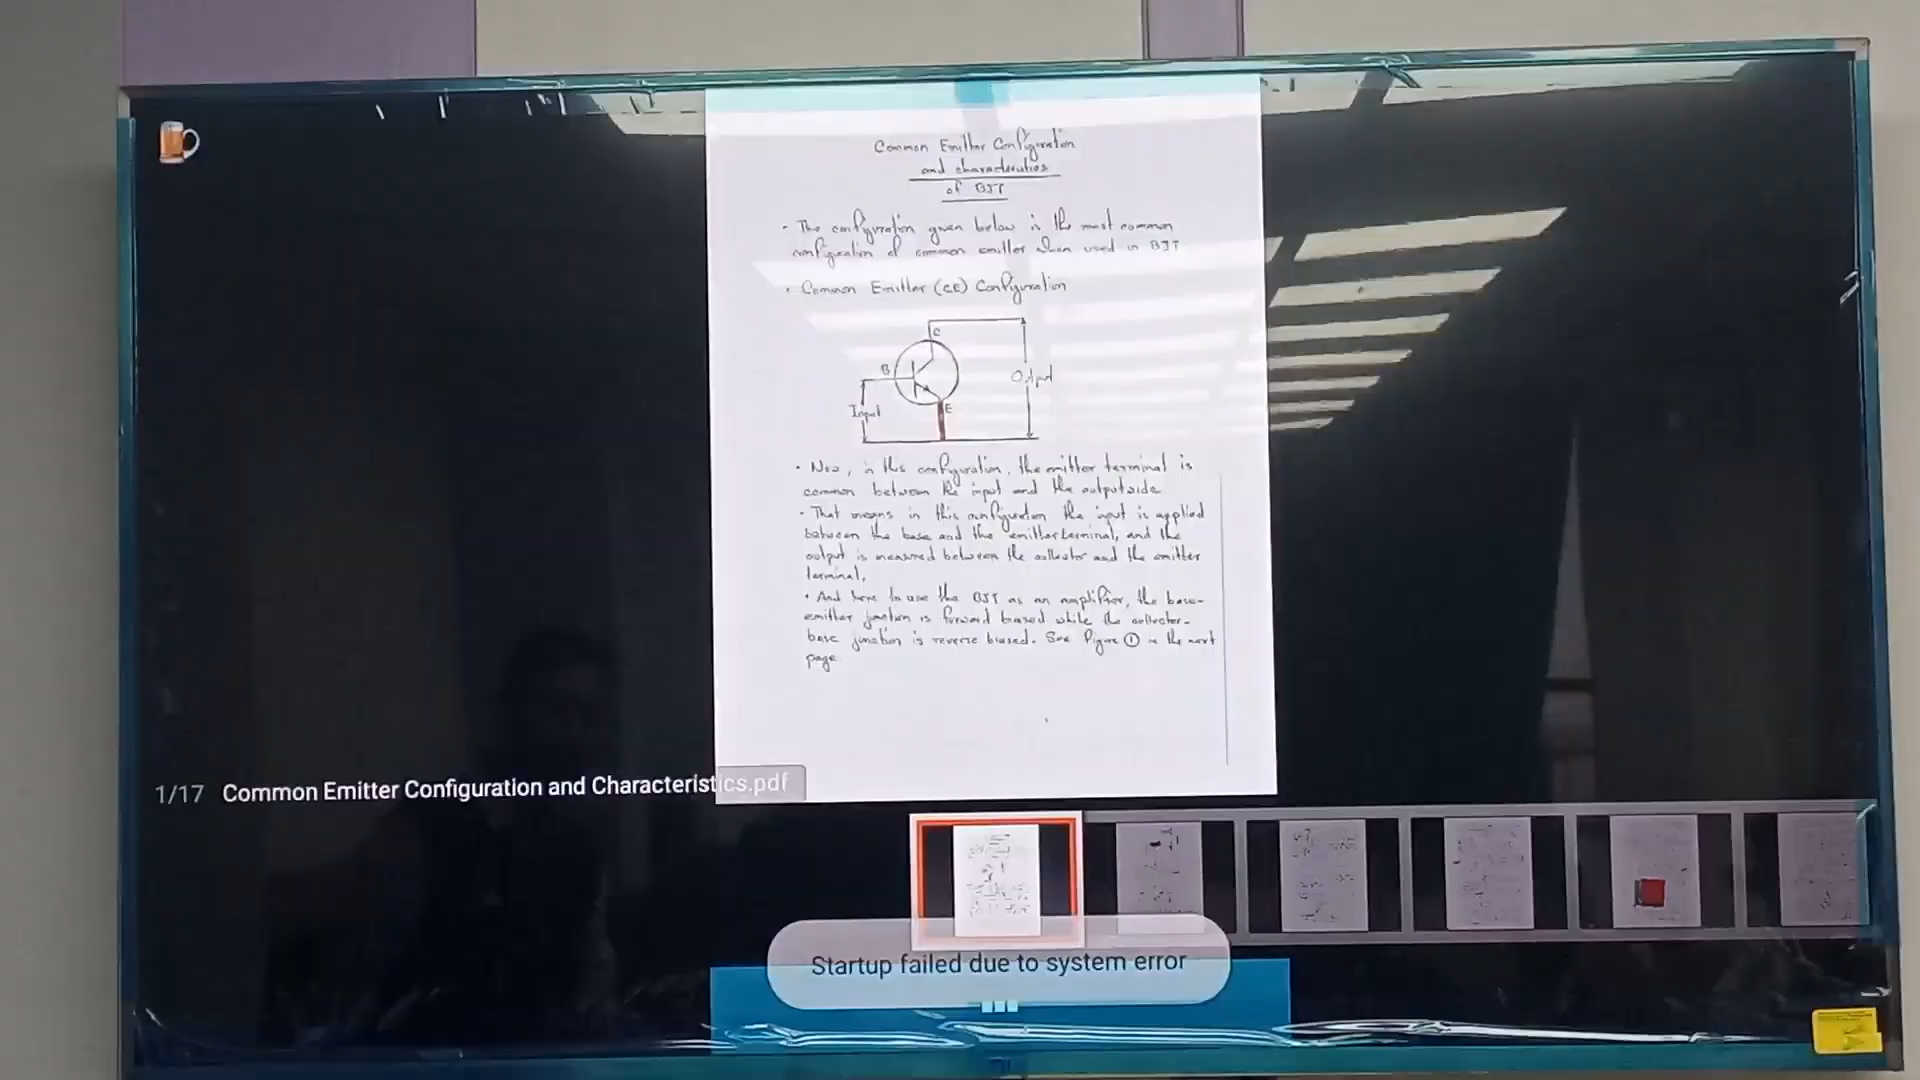 Common Emitter Configuration
and characteristics
of BJT
• The configuration given below is the most common
configuration of common emitter when used in BJT
• Common Emitter (CE) Configuration
C
B
Output
Input
E
• Now, in this configuration, the emitter terminal is
common between the input and the output side
• That means in this configuration the input is applied
between the base and the emitter terminal, and the
output is measured between the collector and the emitter
terminal,
• And here to use the BJT as an amplifier, the base-
emitter junction is forward biased while the collector-
base junction is reverse biased. See figure ① in the next
page
1/17 Common Emitter Configuration and Characteristics.pdf
Startup failed due to system error